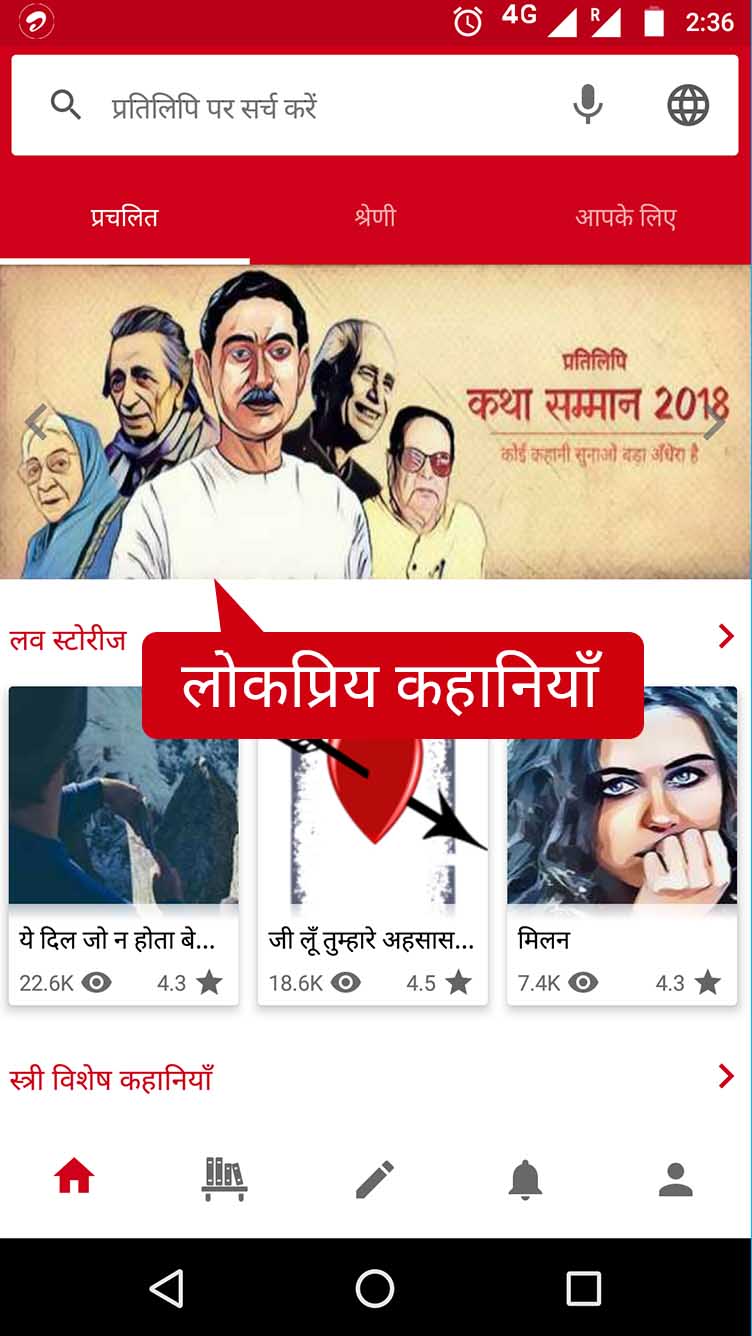 4G R 2:36
प्रतिलिपि पर सर्च करें
प्रचलित श्रेणी आपके लिए
प्रतिलिपि
कथा सम्मान 2018
कोई कहानी सुनाओ बड़ा अँधेरा है
लव स्टोरीज
लोकप्रिय कहानियाँ
ये दिल जो न होता बे... जी लूँ तुम्हारे अहसास... मिलन
22.6K 4.3 18.6K 4.5 7.4K 4.3
स्त्री विशेष कहानियाँ